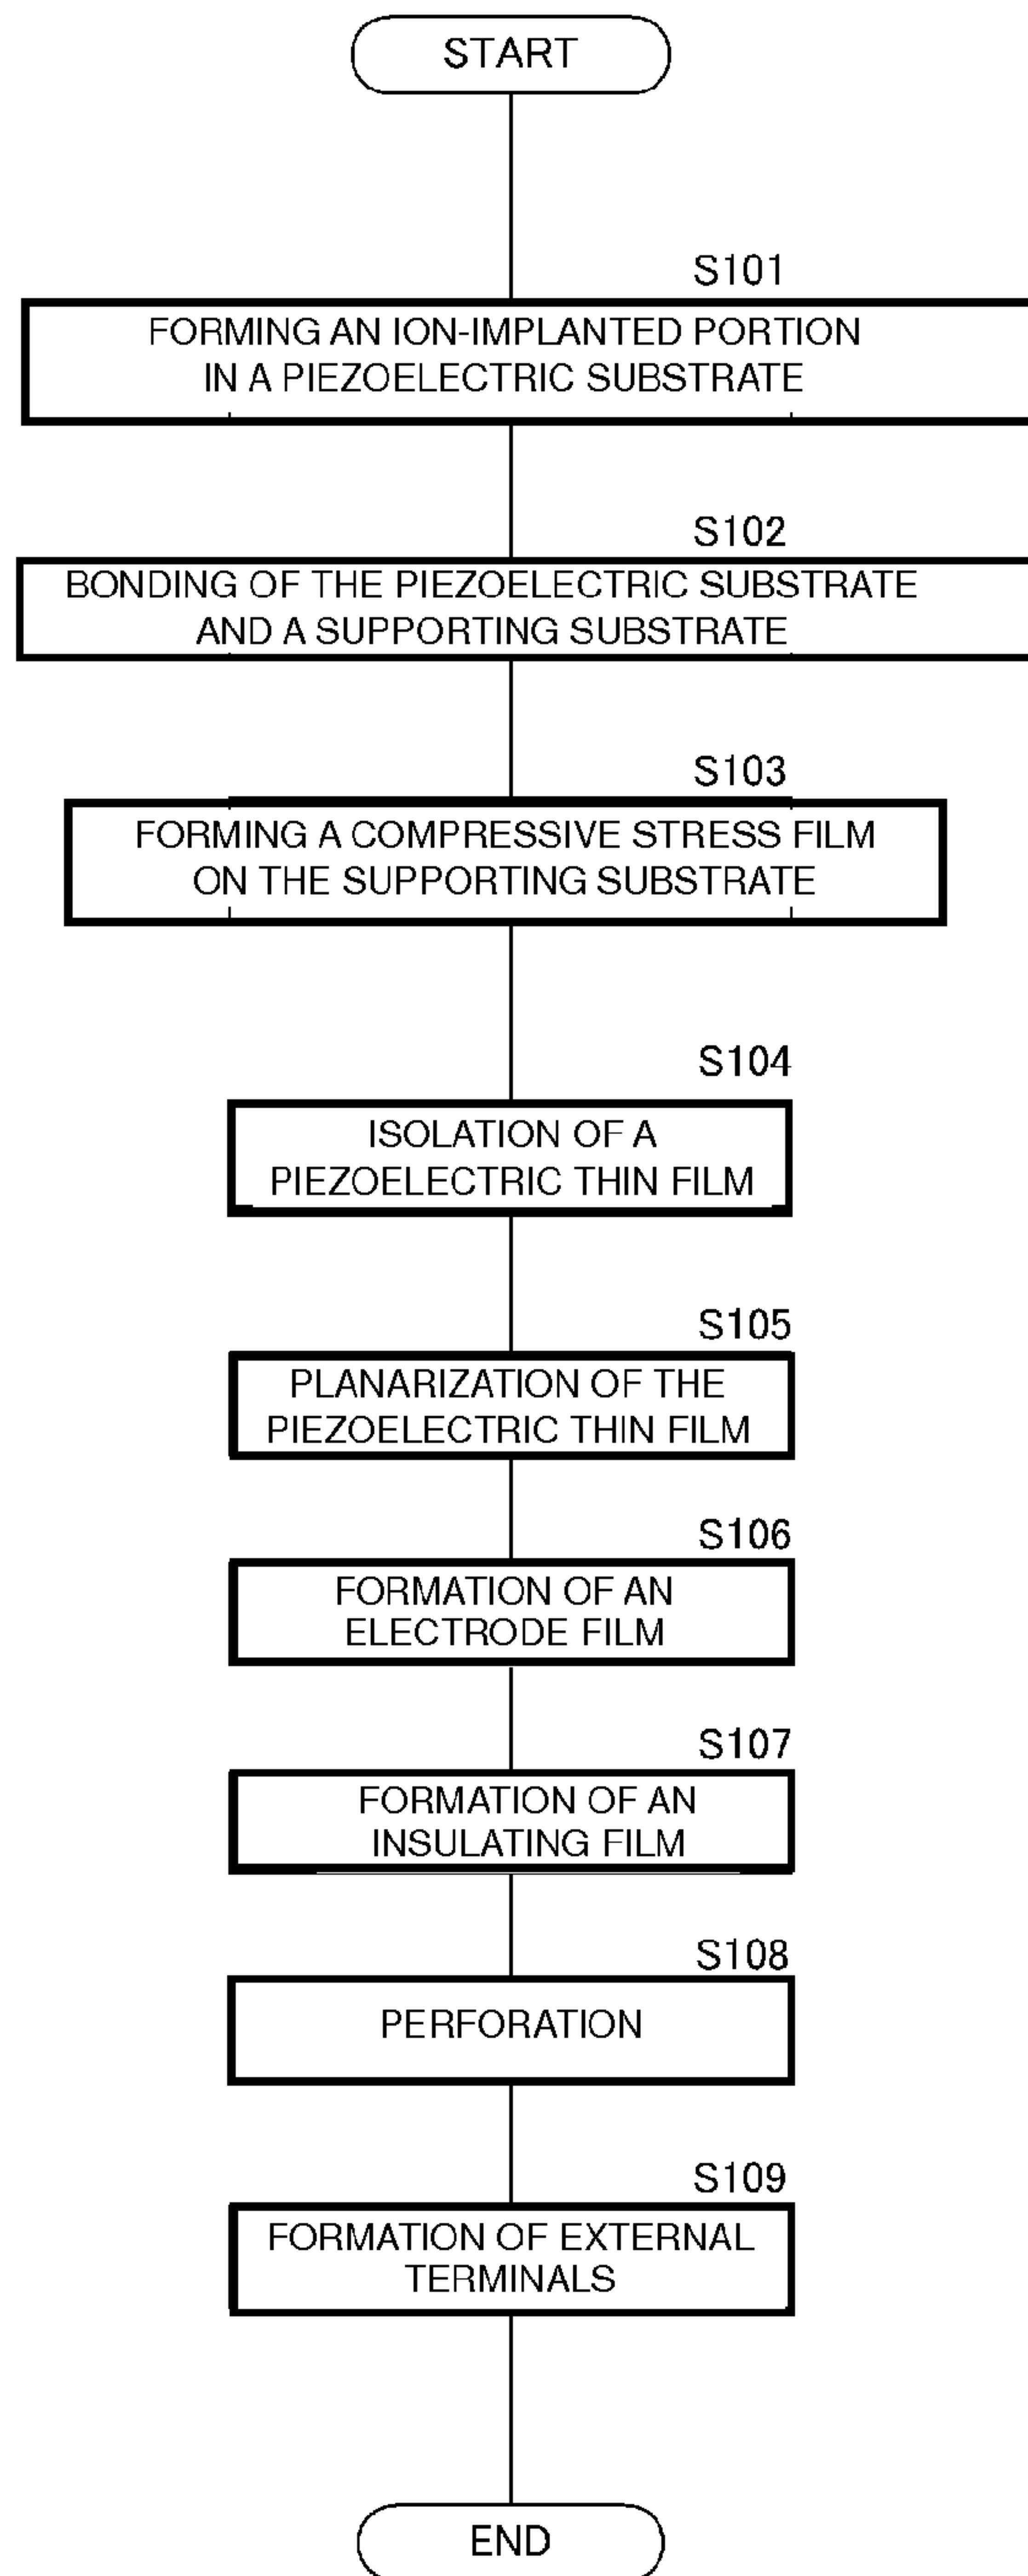 START
S101
FORMING AN ION-IMPLANTED PORTION
IN A PIEZOELECTRIC SUBSTRATE
S102
BONDING OF THE PIEZOELECTRIC SUBSTRATE
AND A SUPPORTING SUBSTRATE
S103
FORMING A COMPRESSIVE STRESS FILM
ON THE SUPPORTING SUBSTRATE
S104
ISOLATION OF A
PIEZOELECTRIC THIN FILM
S105
PLANARIZATION OF THE
PIEZOELECTRIC THIN FILM
S106
FORMATION OF AN
ELECTRODE FILM
S107
FORMATION OF AN
INSULATING FILM
S108
PERFORATION
S109
FORMATION OF EXTERNAL
TERMINALS
END